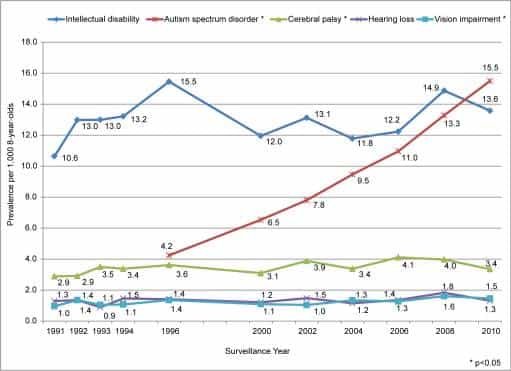 Intellectual disability Autism spectrum disorder * Cerebral palsy * Hearing loss Vision impairment *
Prevalence per 1,000 8-year-olds
18.0
16.0
14.0
12.0
10.0
8.0
6.0
4.0
2.0
0.0
10.6 13.0 13.0 13.2 15.5 12.0 13.1 11.8 12.2 14.9 13.6
4.2 6.5 7.8 9.5 11.0 13.3 15.5
2.9 2.9 3.5 3.4 3.6 3.1 3.9 3.4 4.1 4.0 3.4
1.3 1.4 1.1 1.5 1.4 1.2 1.5 1.3 1.4 1.8 1.5
1.0 1.4 0.9 1.1 1.4 1.1 1.0 1.2 1.3 1.6 1.3
1991 1992 1993 1994 1996 2000 2002 2004 2006 2008 2010
Surveillance Year
* p<0.05